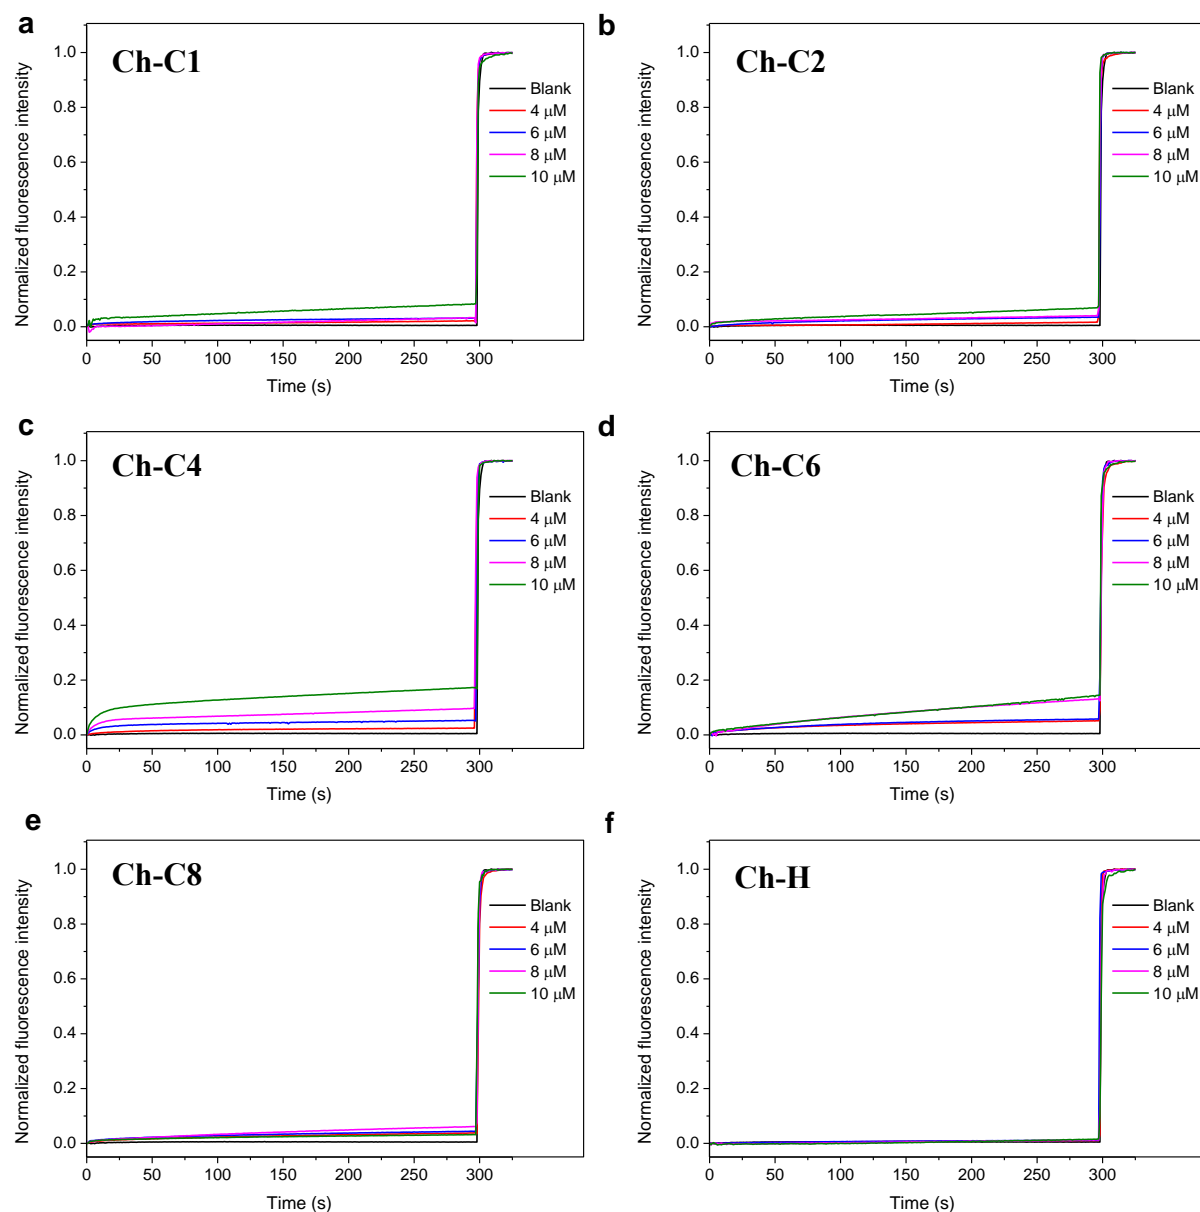 a
Ch-C1
Normalized fluorescence intensity
1.0
0.8
0.6
0.4
0.2
0.0
Blank
4 μM
6 μM
8 μM
10 μM
0 50 100 150 200 250 300 350
Time (s)
b
Ch-C2
Normalized fluorescence intensity
1.0
0.8
0.6
0.4
0.2
0.0
Blank
4 μM
6 μM
8 μM
10 μM
0 50 100 150 200 250 300 350
Time (s)
c
Ch-C4
Normalized fluorescence intensity
1.0
0.8
0.6
0.4
0.2
0.0
Blank
4 μM
6 μM
8 μM
10 μM
0 50 100 150 200 250 300 350
Time (s)
d
Ch-C6
Normalized fluorescence intensity
1.0
0.8
0.6
0.4
0.2
0.0
Blank
4 μM
6 μM
8 μM
10 μM
0 50 100 150 200 250 300 350
Time (s)
e
Ch-C8
Normalized fluorescence intensity
1.0
0.8
0.6
0.4
0.2
0.0
Blank
4 μM
6 μM
8 μM
10 μM
0 50 100 150 200 250 300 350
Time (s)
f
Ch-H
Normalized fluorescence intensity
1.0
0.8
0.6
0.4
0.2
0.0
Blank
4 μM
6 μM
8 μM
10 μM
0 50 100 150 200 250 300 350
Time (s)